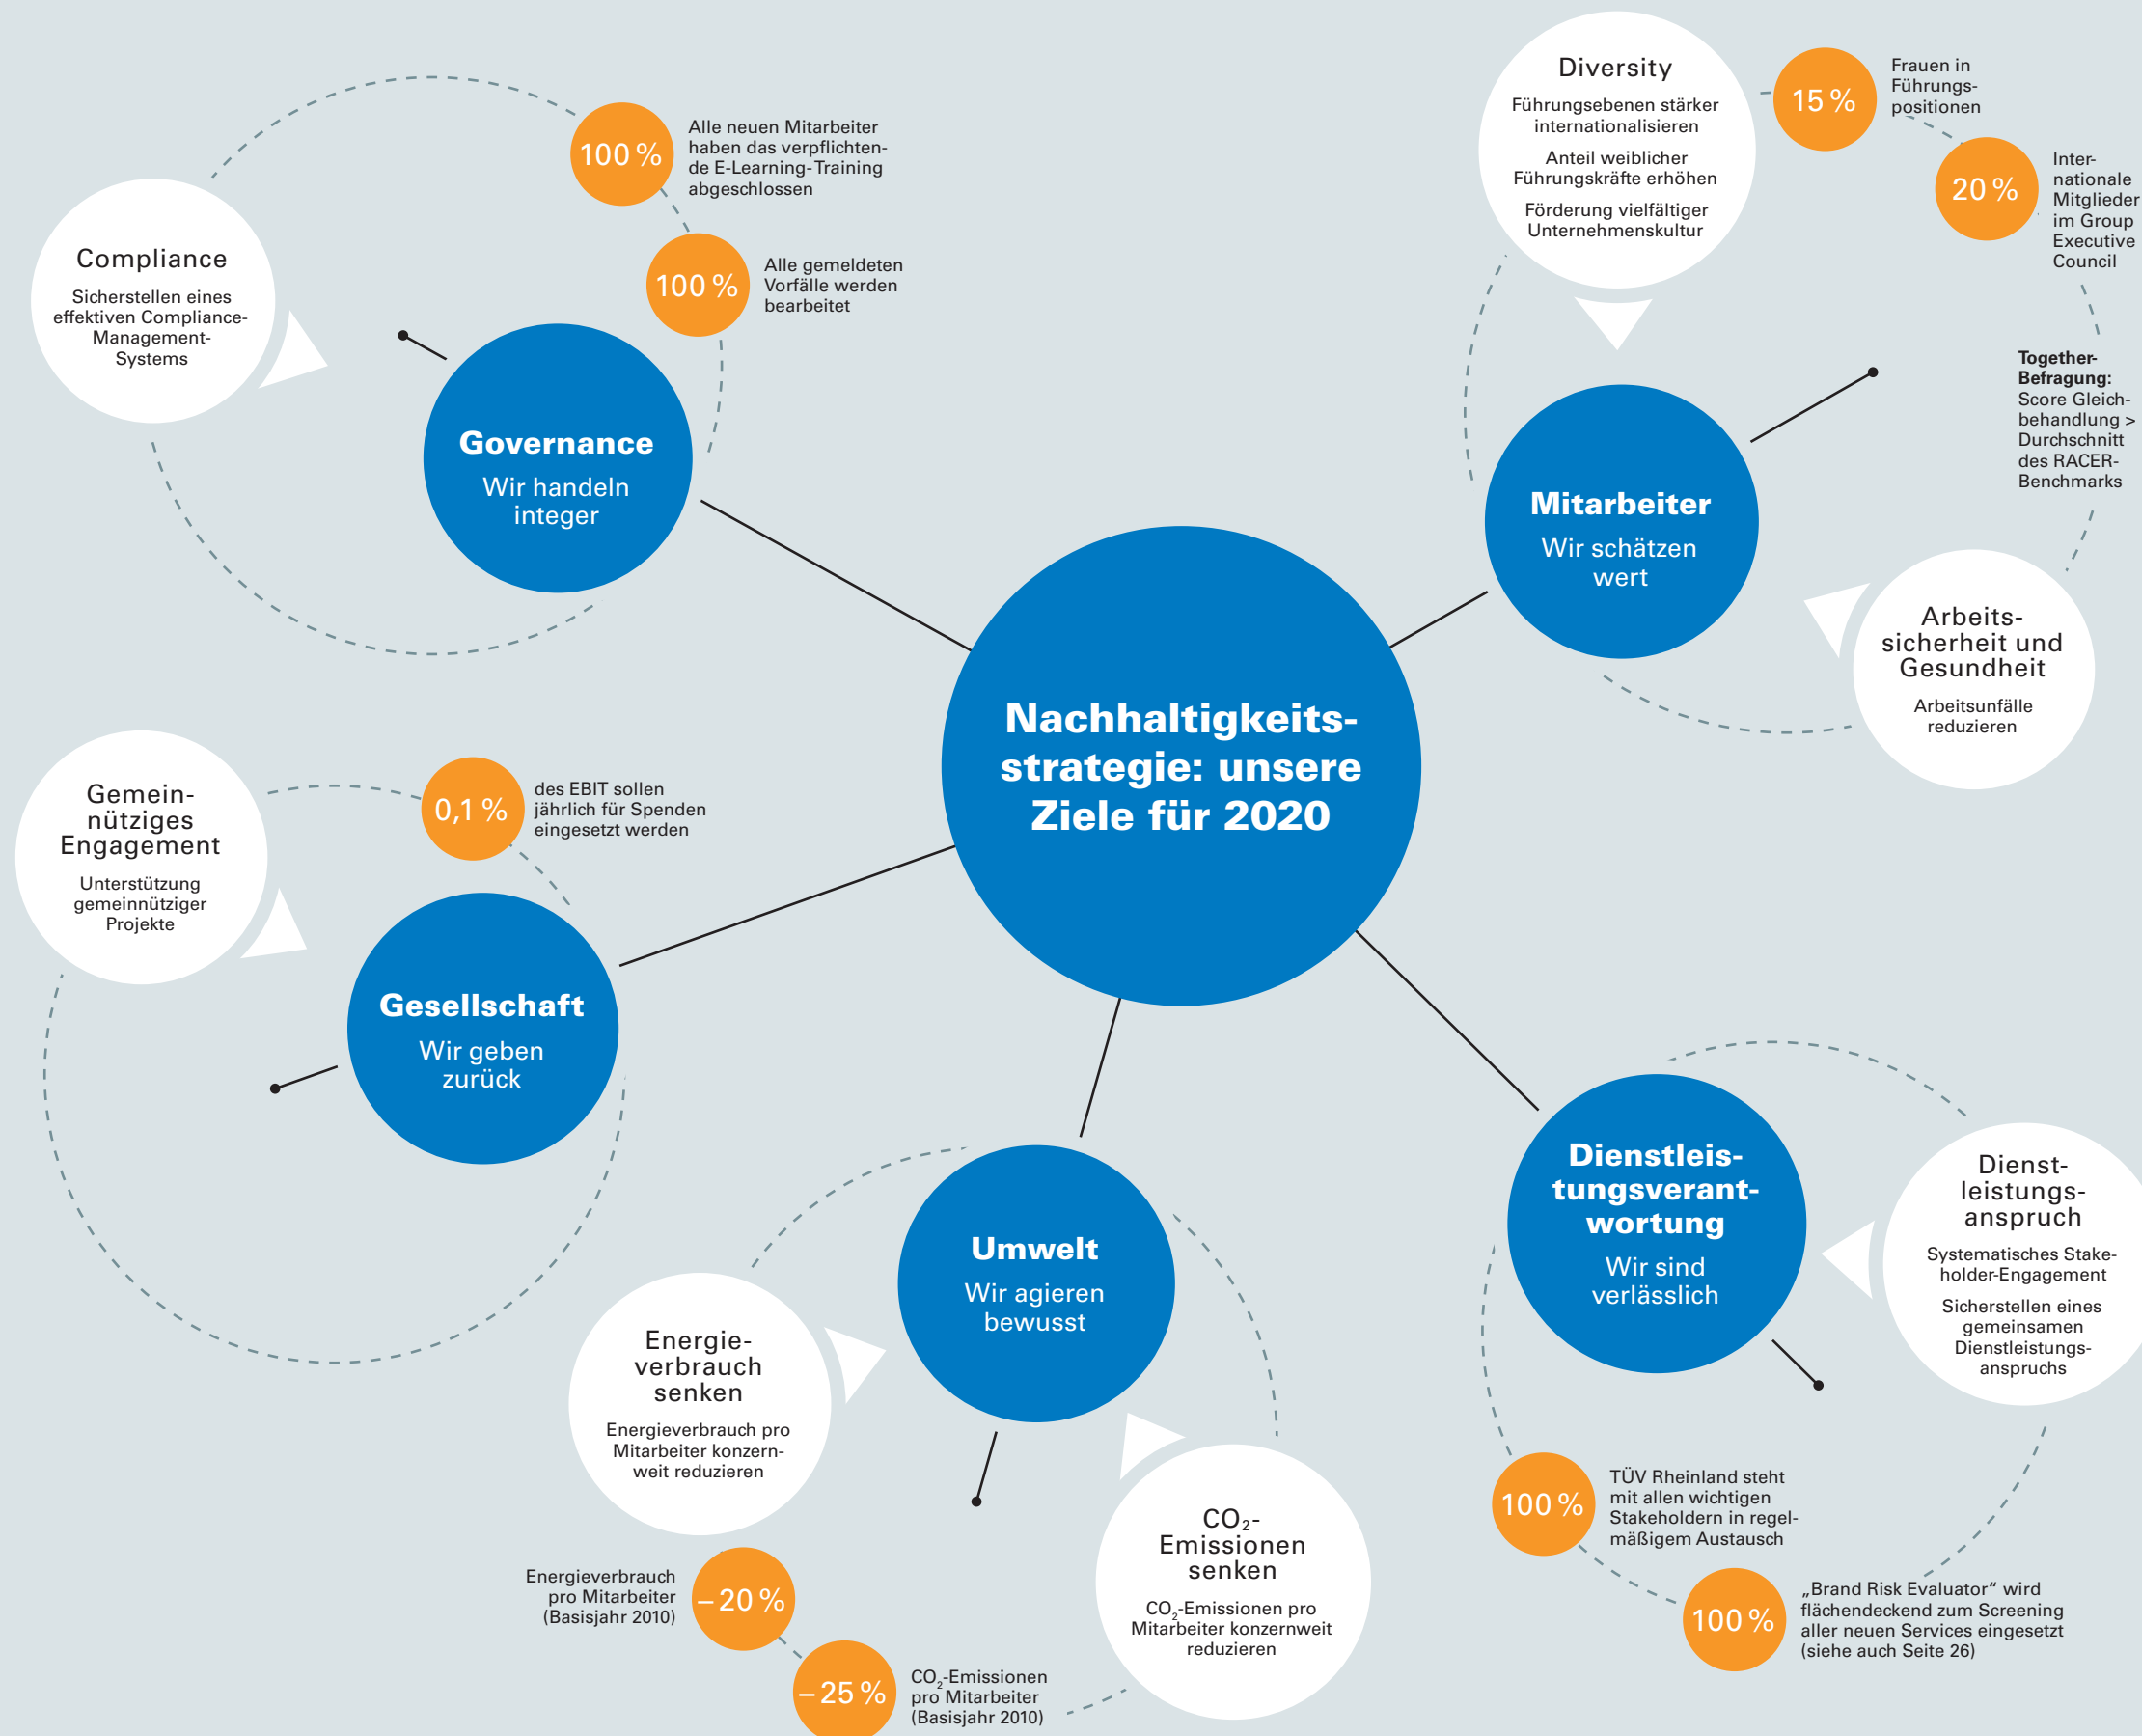 Nachhaltigkeits-
strategie: unsere
Ziele für 2020
Governance
Wir handeln
integer
Compliance
Sicherstellen eines
effektiven Compliance-
Management-
Systems
100 %
Alle neuen Mitarbeiter
haben das verpflichten-
de E-Learning-Training
abgeschlossen
100 %
Alle gemeldeten
Vorfälle werden
bearbeitet
Mitarbeiter
Wir schätzen
wert
Diversity
Führungsebenen stärker
internationalisieren
Anteil weiblicher
Führungskräfte erhöhen
Förderung vielfältiger
Unternehmenskultur
15 %
Frauen in
Führungs-
positionen
20 %
Inter-
nationale
Mitglieder
im Group
Executive
Council
Together-
Befragung:
Score Gleich-
behandlung >
Durchschnitt
des RACER-
Benchmarks
Arbeits-
sicherheit und
Gesundheit
Arbeitsunfälle
reduzieren
Gesellschaft
Wir geben
zurück
Gemein-
nütziges
Engagement
Unterstützung
gemeinnütziger
Projekte
0,1 %
des EBIT sollen
jährlich für Spenden
eingesetzt werden
Umwelt
Wir agieren
bewusst
Energie-
verbrauch
senken
Energieverbrauch pro
Mitarbeiter konzern-
weit reduzieren
CO₂-
Emissionen
senken
CO₂-Emissionen pro
Mitarbeiter konzernweit
reduzieren
Energieverbrauch
pro Mitarbeiter
(Basisjahr 2010)
– 20 %
– 25 %
CO₂-Emissionen
pro Mitarbeiter
(Basisjahr 2010)
Dienstleis-
tungsverant-
wortung
Wir sind
verlässlich
Dienst-
leistungs-
anspruch
Systematisches Stake-
holder-Engagement
Sicherstellen eines
gemeinsamen
Dienstleistungs-
anspruchs
100 %
TÜV Rheinland steht
mit allen wichtigen
Stakeholdern in regel-
mäßigem Austausch
100 %
„Brand Risk Evaluator“ wird
flächendeckend zum Screening
aller neuen Services eingesetzt
(siehe auch Seite 26)